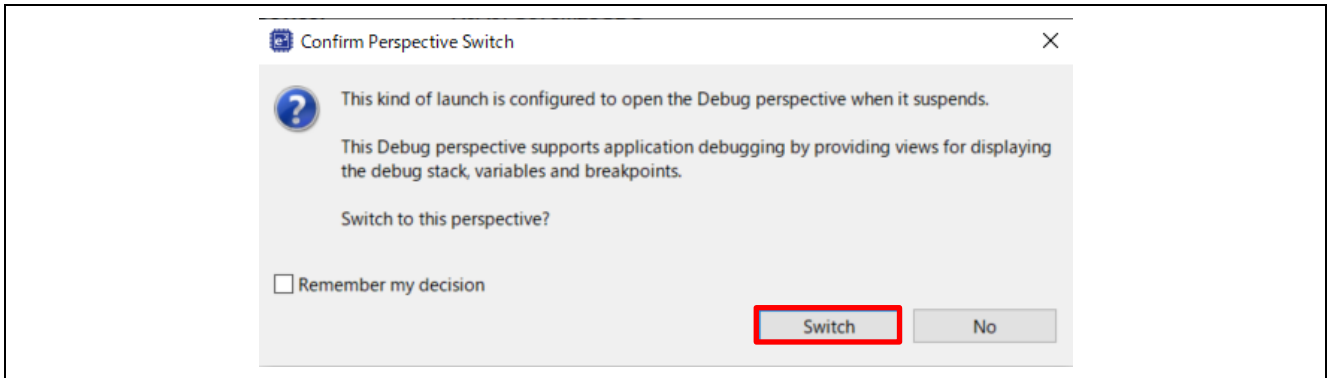 Confirm Perspective Switch
This kind of launch is configured to open the Debug perspective when it suspends.
This Debug perspective supports application debugging by providing views for displaying
the debug stack, variables and breakpoints.
Switch to this perspective?
Remember my decision
Switch No